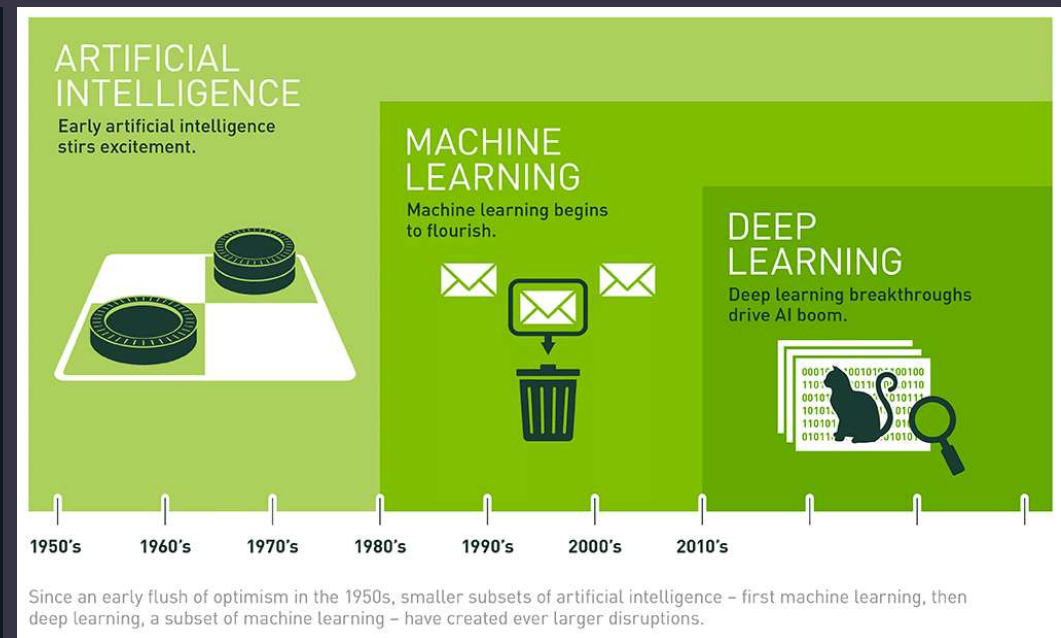 ARTIFICIAL
INTELLIGENCE
Early artificial intelligence
stirs excitement.
MACHINE
LEARNING
Machine learning begins
to flourish.
DEEP
LEARNING
Deep learning breakthroughs
drive AI boom.
1950's 1960's 1970's 1980's 1990's 2000's 2010's
Since an early flush of optimism in the 1950s, smaller subsets of artificial intelligence – first machine learning, then
deep learning, a subset of machine learning – have created ever larger disruptions.